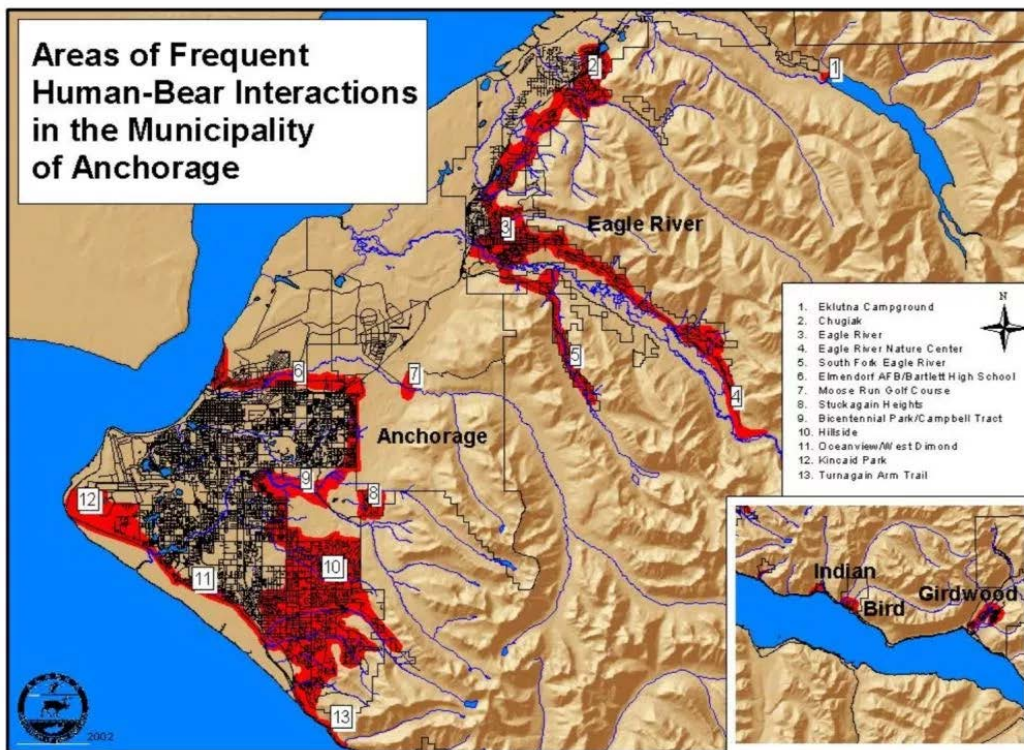 Areas of Frequent
Human-Bear Interactions
in the Municipality
of Anchorage
2
1
3
Eagle River
N
1. Eklutna Campground
2. Chugiak
3. Eagle River
4. Eagle River Nature Center
5. South Fork Eagle River
6. Elmendorf AFB/Bartlett High School
7. Moose Run Golf Course
8. Stuckagain Heights
9. Bicentennial Park/Campbell Tract
10. Hillside
11. Oceanview/West Dimond
12. Kincaid Park
13. Turnagain Arm Trail
5
6
7
4
Anchorage
9
8
12
10
11
13
Indian
Bird
Girdwood
2002